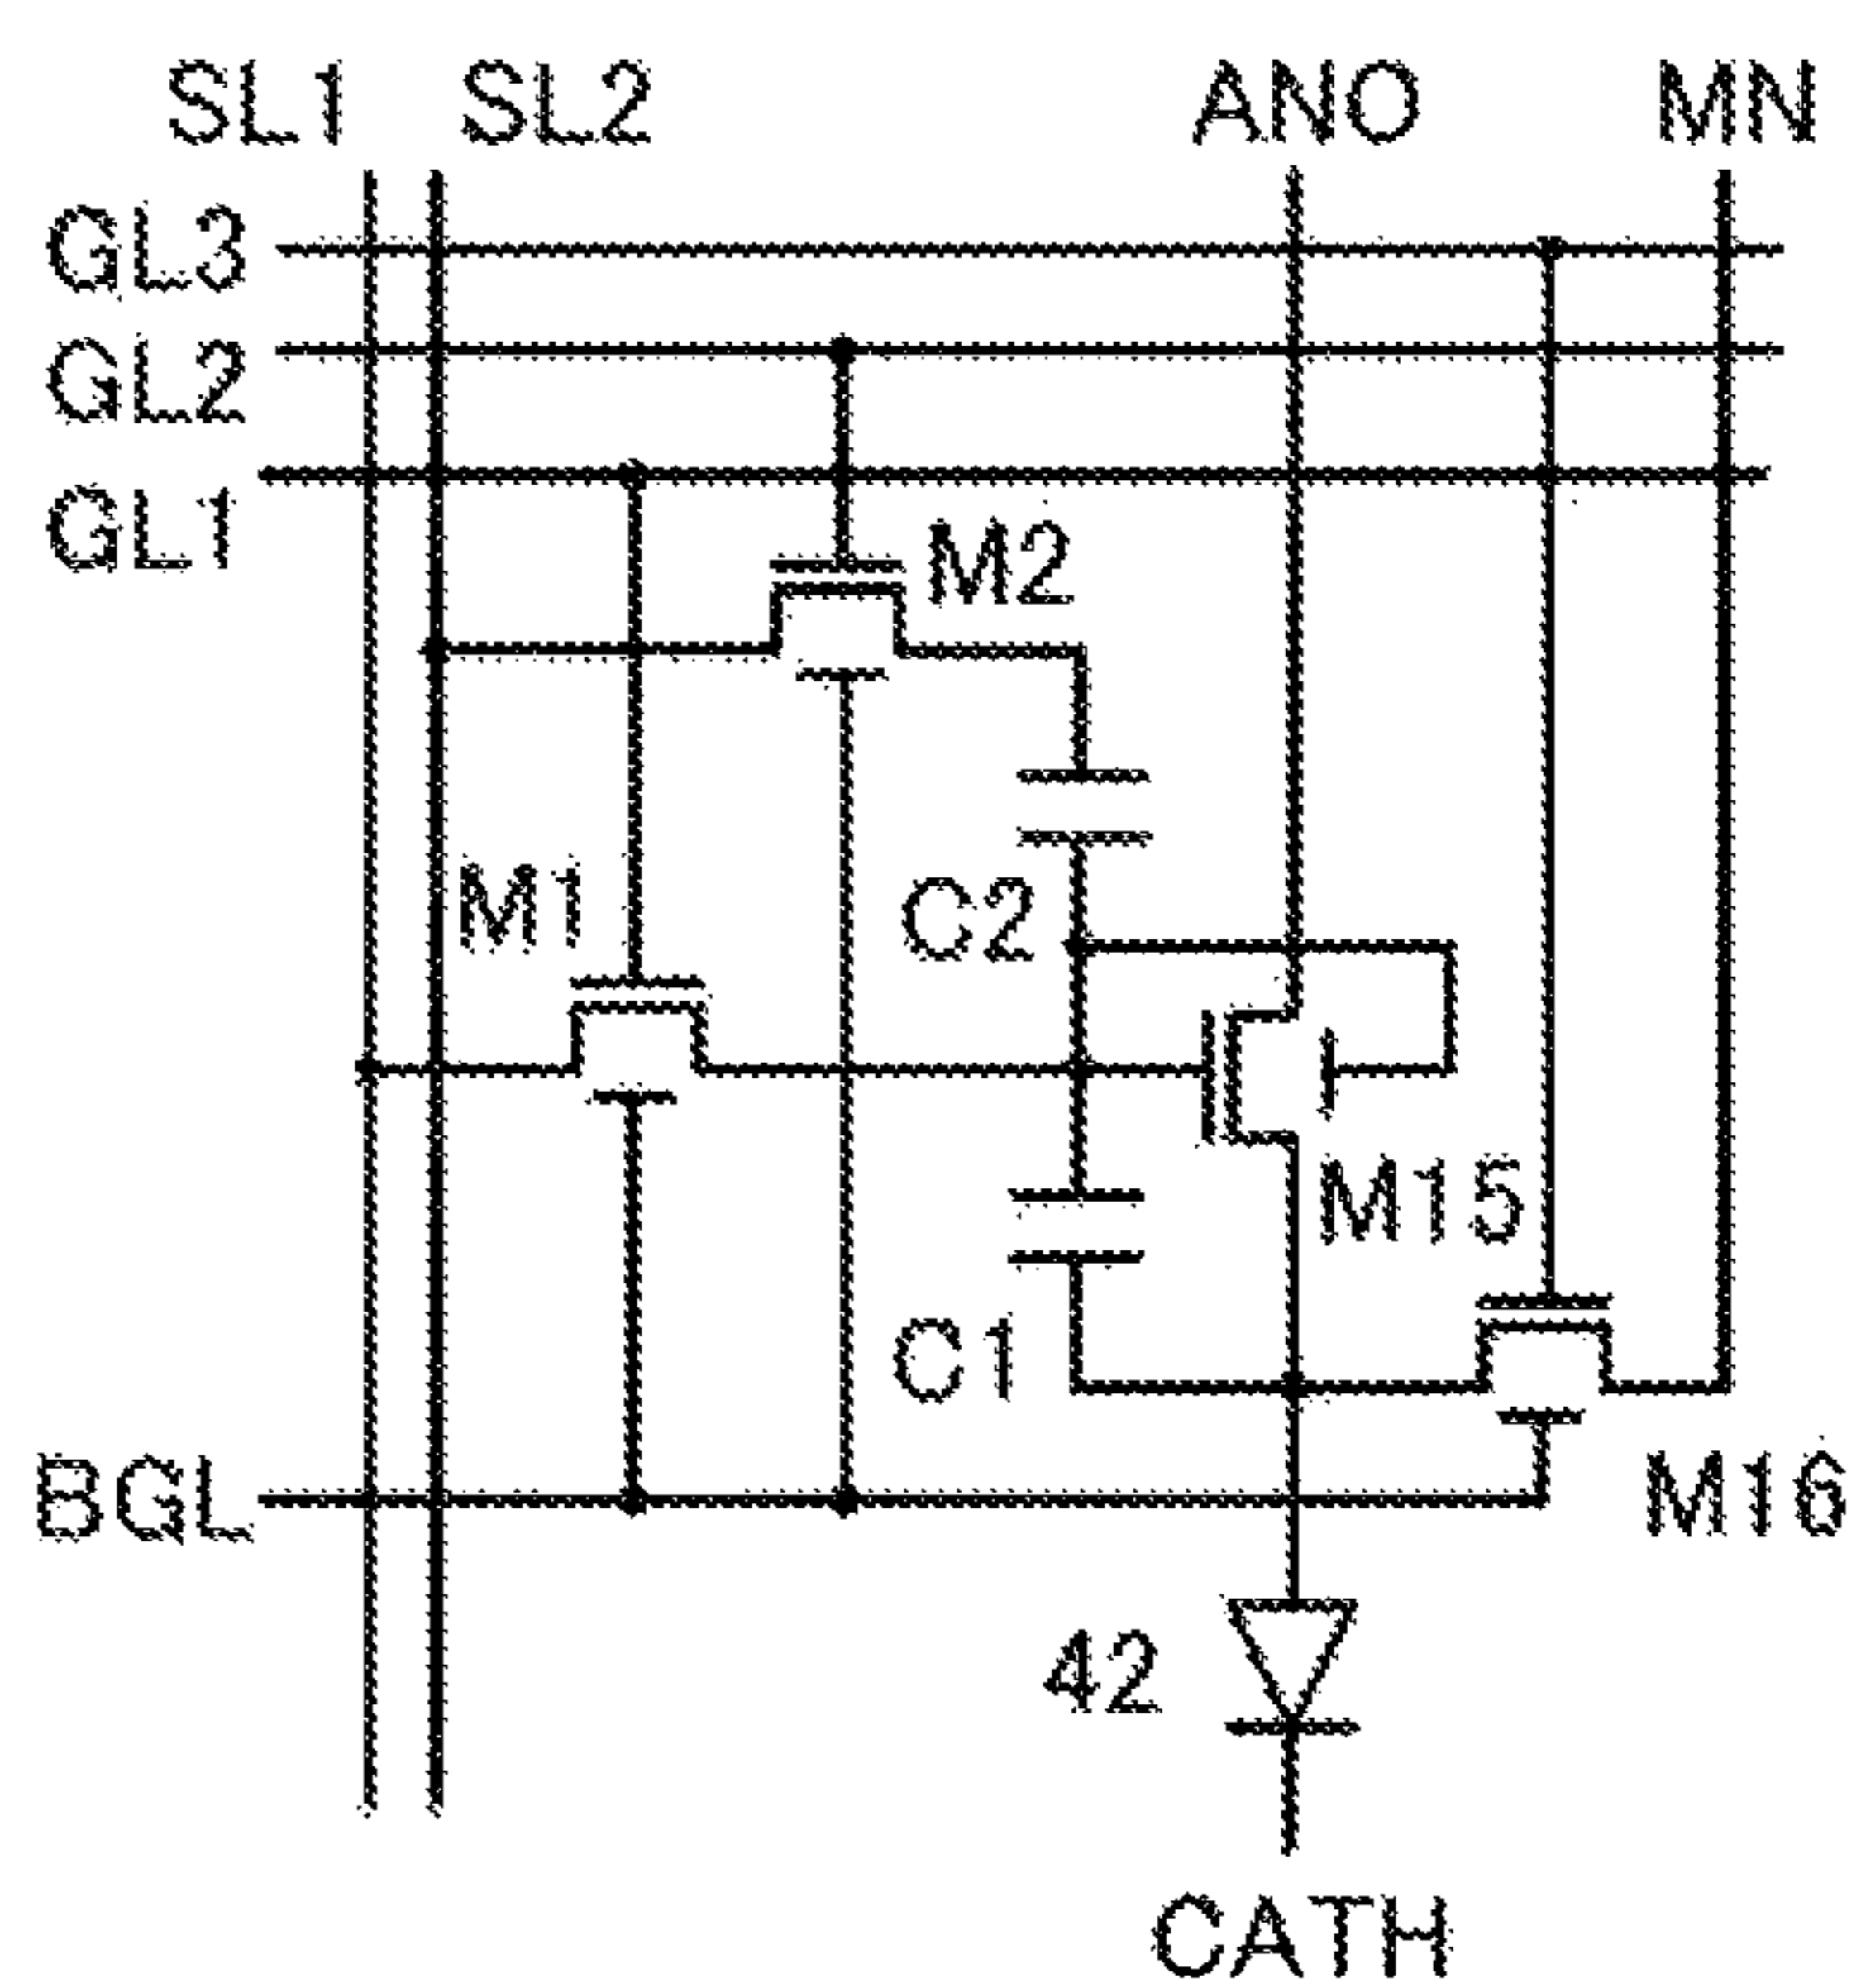 SL1 SL2 ANO MN
GL3
GL2
GL1
M2
M1
C2
M15
C1
BGL
M16
42
CATH